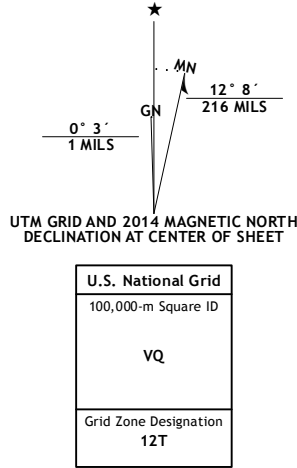 ★
MN
12° 8´
216 MILS
GN
0° 3´
1 MILS
UTM GRID AND 2014 MAGNETIC NORTH
DECLINATION AT CENTER OF SHEET
U.S. National Grid
100,000-m Square ID
VQ
Grid Zone Designation
12T